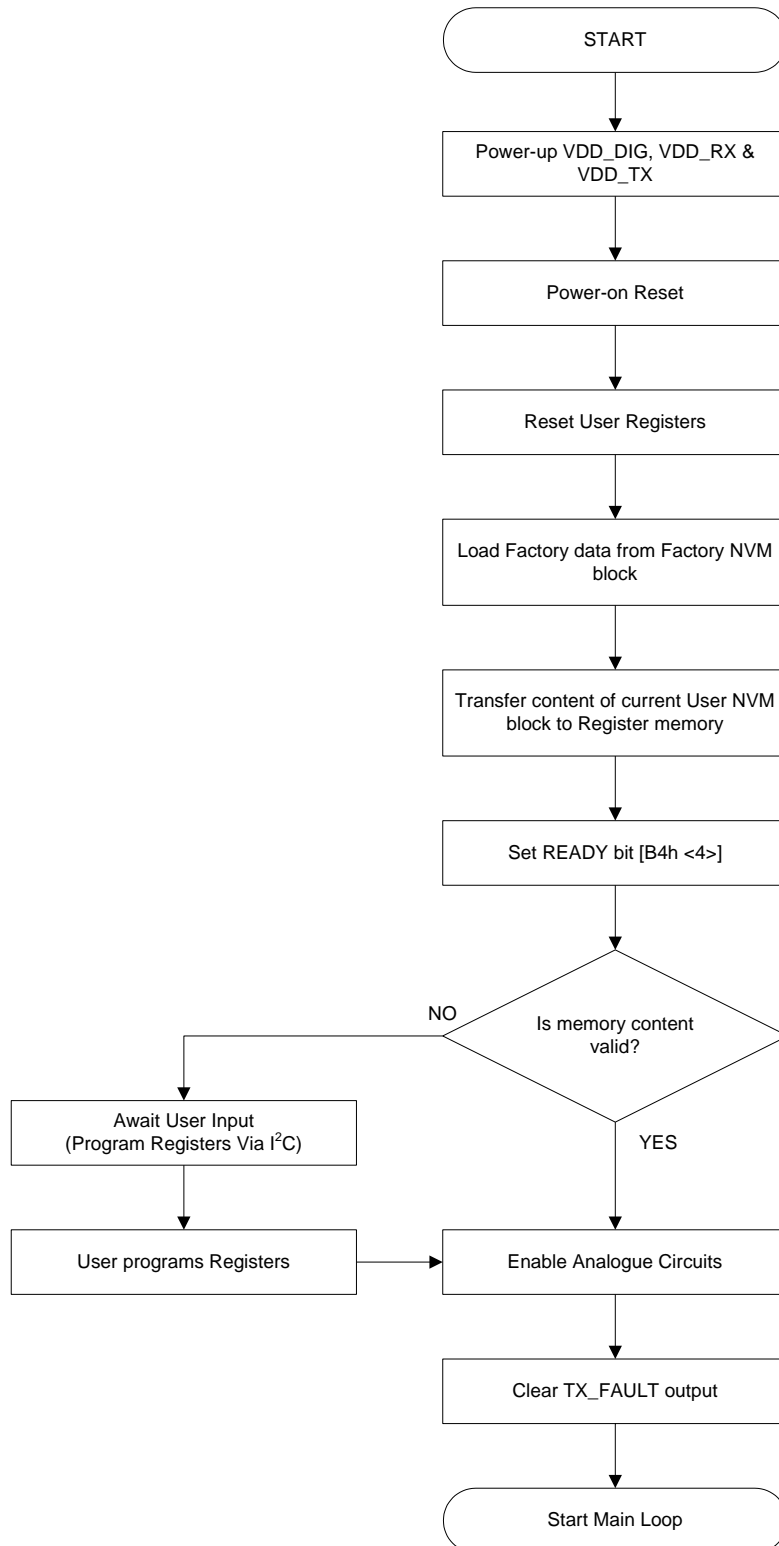 START
Power-up VDD_DIG, VDD_RX &
VDD_TX
Power-on Reset
Reset User Registers
Load Factory data from Factory NVM
block
Transfer content of current User NVM
block to Register memory
Set READY bit [B4h <4>]
Is memory content
valid?
NO
YES
Await User Input
(Program Registers Via I²C)
User programs Registers
Enable Analogue Circuits
Clear TX_FAULT output
Start Main Loop